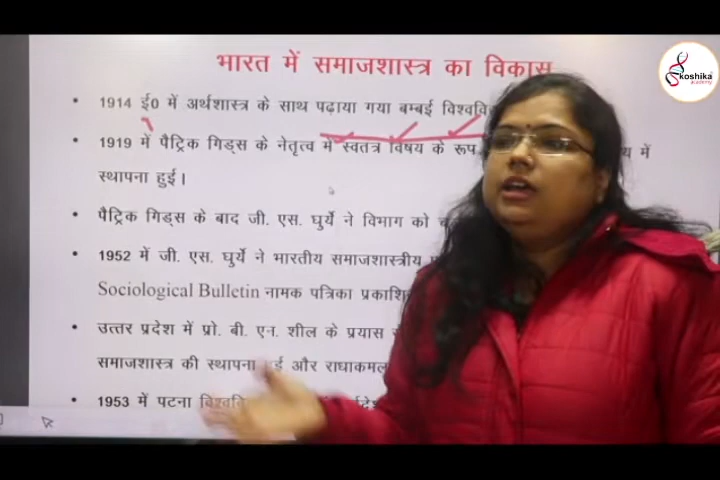 भारत में समाजशास्त्र का विकास
koshika
academy
• 1914 ई0 में अर्थशास्त्र के साथ पढ़ाया गया बम्बई
• 1919 में पैट्रिक गिड्स के नेतृत्व में स्वतंत्र विषय के रूप में
स्थापना हुई।
• पैट्रिक गिड्स के बाद जी. एस. घुर्ये ने विभाग को
• 1952 में जी. एस. घुर्ये ने भारतीय समाजशास्त्रीय
Sociological Bulletin नामक पत्रिका
• उत्तर प्रदेश में प्रो. बी. एन. शील के प्रयास
समाजशास्त्र की स्थापना हुई और राधाकमल
• 1953 में पटना